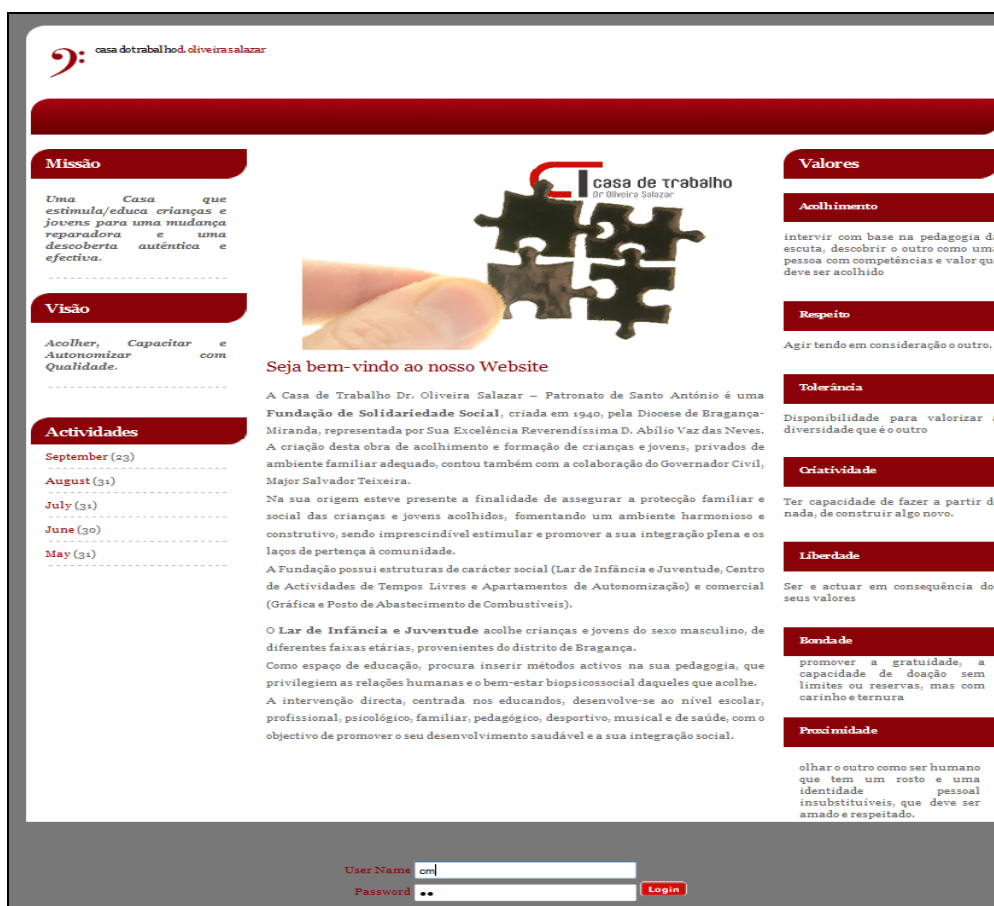 casa dotrabalhod. oliveirasalazar
Missão
Uma Casa que
estimula/educa crianças e
jovens para uma mudança
reparadora e uma
descoberta autêntica e
efectiva.
Visão
Acolher, Capacitar e
Autonomizar com
Qualidade.
Actividades
September (23)
August (31)
July (31)
June (30)
May (31)
casa de trabalho
Dr Oliveira Salazar
Seja bem-vindo ao nosso Website
A Casa de Trabalho Dr. Oliveira Salazar – Patronato de Santo António é uma
Fundação de Solidariedade Social, criada em 1940, pela Diocese de Bragança-
Miranda, representada por Sua Excelência Reverendíssima D. Abílio Vaz das Neves.
A criação desta obra de acolhimento e formação de crianças e jovens, privados de
ambiente familiar adequado, contou também com a colaboração do Governador Civil,
Major Salvador Teixeira.
Na sua origem esteve presente a finalidade de assegurar a protecção familiar e
social das crianças e jovens acolhidos, fomentando um ambiente harmonioso e
construtivo, sendo imprescindível estimular e promover a sua integração plena e os
laços de pertença à comunidade.
A Fundação possui estruturas de carácter social (Lar de Infância e Juventude, Centro
de Actividades de Tempos Livres e Apartamentos de Autonomização) e comercial
(Gráfica e Posto de Abastecimento de Combustíveis).
O Lar de Infância e Juventude acolhe crianças e jovens do sexo masculino, de
diferentes faixas etárias, provenientes do distrito de Bragança.
Como espaço de educação, procura inserir métodos activos na sua pedagogia, que
privilegiem as relações humanas e o bem-estar biopsicossocial daqueles que acolhe.
A intervenção directa, centrada nos educandos, desenvolve-se ao nível escolar,
profissional, psicológico, familiar, pedagógico, desportivo, musical e de saúde, com o
objectivo de promover o seu desenvolvimento saudável e a sua integração social.
Valores
Acolhimento
intervir com base na pedagogia da
escuta, descobrir o outro como uma
pessoa com competências e valor que
deve ser acolhido
Respeito
Agir tendo em consideração o outro.
Tolerância
Disponibilidade para valorizar a
diversidade que é o outro
Criatividade
Ter capacidade de fazer a partir d
nada, de construir algo novo.
Liberdade
Ser e actuar em consequência do
seus valores
Bondade
promover a gratuidade, a
capacidade de doação sem
limites ou reservas, mas com
carinho e ternura
Proximidade
olhar o outro como ser humano
que tem um rosto e uma
identidade pessoal
insubstituíveis, que deve ser
amado e respeitado.
User Name cm
Password ••
Login